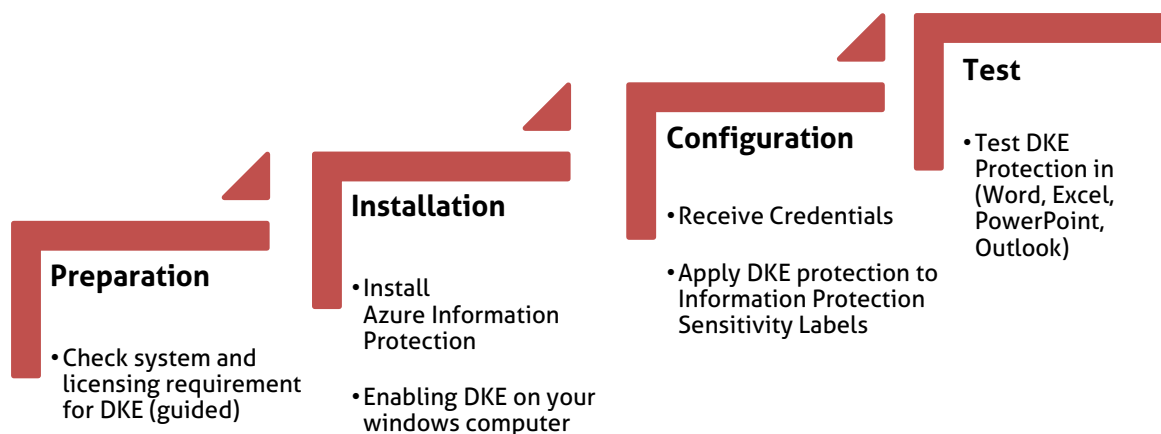 Preparation
•Check system and
licensing requirement
for DKE (guided)
Installation
•Install
Azure Information
Protection
•Enabling DKE on your
windows computer
Configuration
•Receive Credentials
•Apply DKE protection to
Information Protection
Sensitivity Labels
Test
•Test DKE
Protection in
(Word, Excel,
PowerPoint,
Outlook)